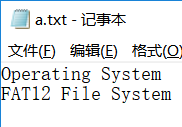 a.txt - 记事本
文件(F) 编辑(E) 格式(O)
Operating System
FAT12 File System